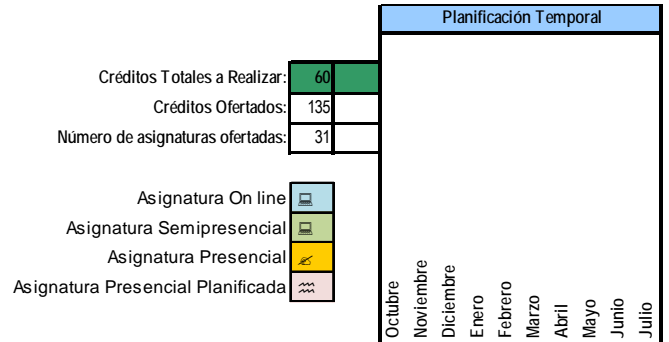 Planificación Temporal
Créditos Totales a Realizar: 60
Créditos Ofertados: 135
Número de asignaturas ofertadas: 31
Asignatura On line
Asignatura Semipresencial
Asignatura Presencial
Asignatura Presencial Planificada
Octubre
Noviembre
Diciembre
Enero
Febrero
Marzo
Abril
Mayo
Junio
Julio